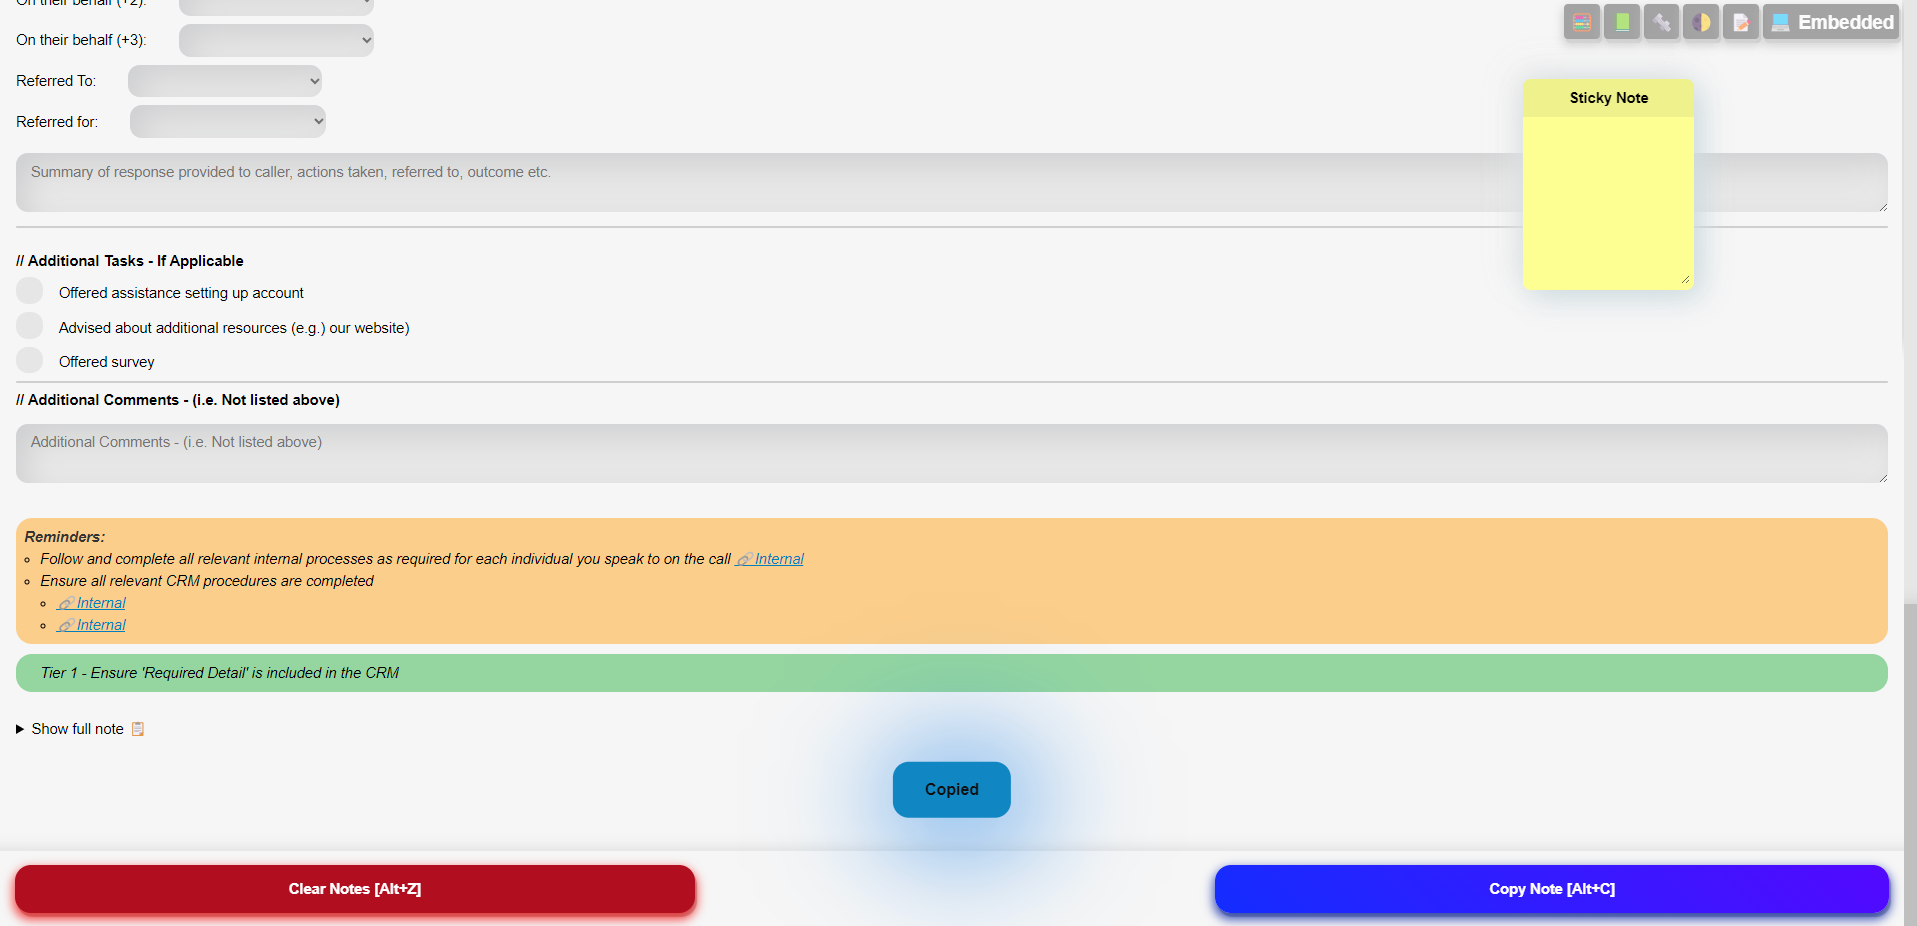 On their behalf (+2):
Embedded
On their behalf (+3):
Referred To:
Sticky Note
Referred for:
Summary of response provided to caller, actions taken, referred to, outcome etc.
// Additional Tasks - If Applicable
Offered assistance setting up account
Advised about additional resources (e.g.) our website)
Offered survey
// Additional Comments - (i.e. Not listed above)
Additional Comments - (i.e. Not listed above)
Reminders:
Follow and complete all relevant internal processes as required for each individual you speak to on the call Internal
Ensure all relevant CRM procedures are completed
Internal
Internal
Tier 1 - Ensure 'Required Detail' is included in the CRM
Show full note
Copied
Clear Notes [Alt+Z]
Copy Note [Alt+C]